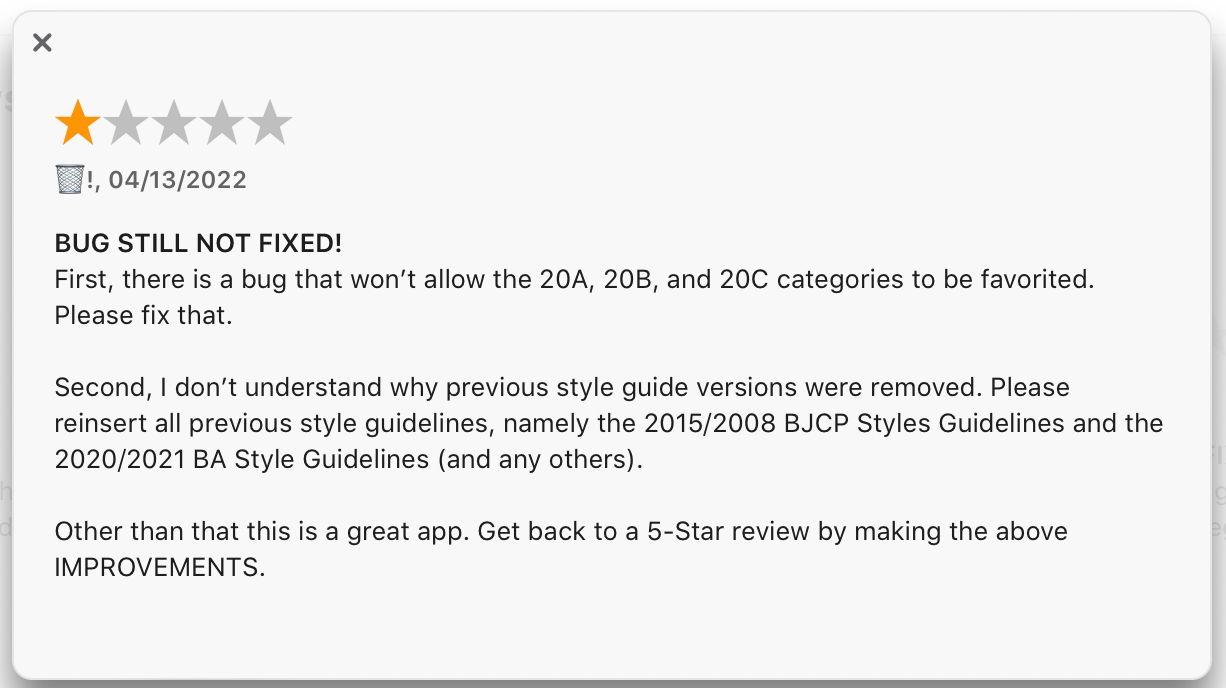 🗑!, 04/13/2022
BUG STILL NOT FIXED!
First, there is a bug that won’t allow the 20A, 20B, and 20C categories to be favorited.
Please fix that.
Second, I don’t understand why previous style guide versions were removed. Please
reinsert all previous style guidelines, namely the 2015/2008 BJCP Styles Guidelines and the
2020/2021 BA Style Guidelines (and any others).
Other than that this is a great app. Get back to a 5-Star review by making the above
IMPROVEMENTS.